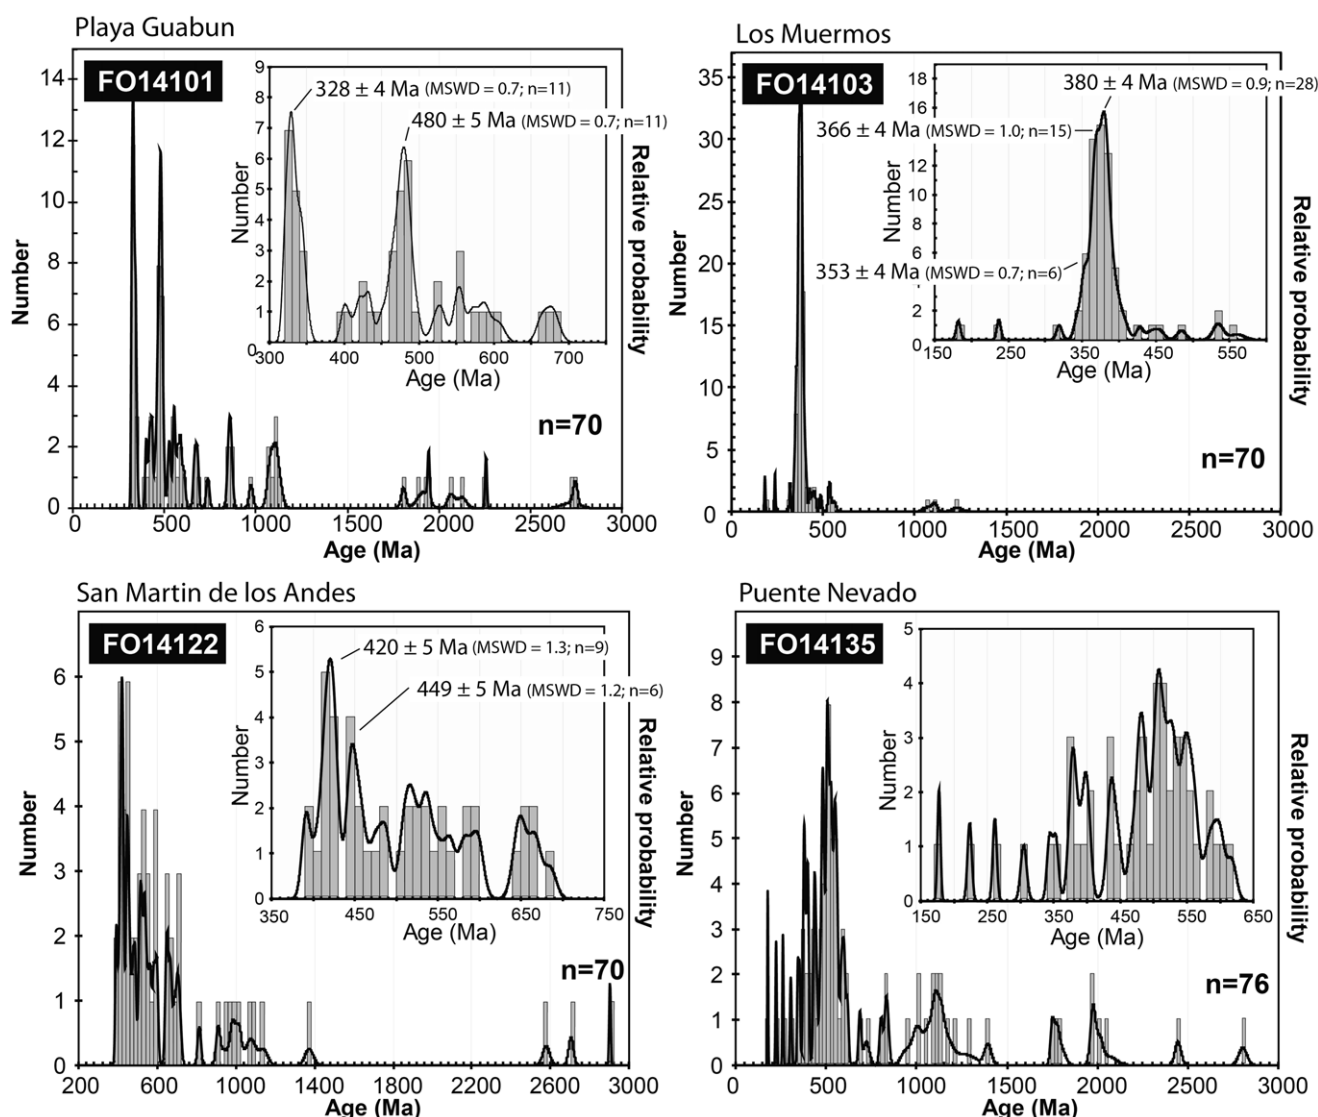 Playa Guabun
FO14101
328 ± 4 Ma (MSWD = 0.7; n=11)
480 ± 5 Ma (MSWD = 0.7; n=11)
9
8
7
6
5
4
3
2
1
0
Number
300 400 500 600 700
Age (Ma)
14
12
10
8
6
4
2
0
Number
Relative probability
n=70
0 500 1000 1500 2000 2500 3000
Age (Ma)
Los Muermos
FO14103
380 ± 4 Ma (MSWD = 0.9; n=28)
366 ± 4 Ma (MSWD = 1.0; n=15)
353 ± 4 Ma (MSWD = 0.7; n=6)
18
16
14
12
10
8
6
4
2
0
Number
150 250 350 450 550
Age (Ma)
35
30
25
20
15
10
5
0
Number
Relative probability
n=70
0 500 1000 1500 2000 2500 3000
Age (Ma)
San Martin de los Andes
FO14122
420 ± 5 Ma (MSWD = 1.3; n=9)
449 ± 5 Ma (MSWD = 1.2; n=6)
6
5
4
3
2
1
0
Number
350 450 550 650 750
Age (Ma)
6
5
4
3
2
1
0
Number
Relative probability
n=70
200 600 1000 1400 1800 2200 2600 3000
Age (Ma)
Puente Nevado
FO14135
5
4
3
2
1
0
Number
150 250 350 450 550 650
Age (Ma)
9
8
7
6
5
4
3
2
1
0
Number
Relative probability
n=76
0 500 1000 1500 2000 2500 3000
Age (Ma)